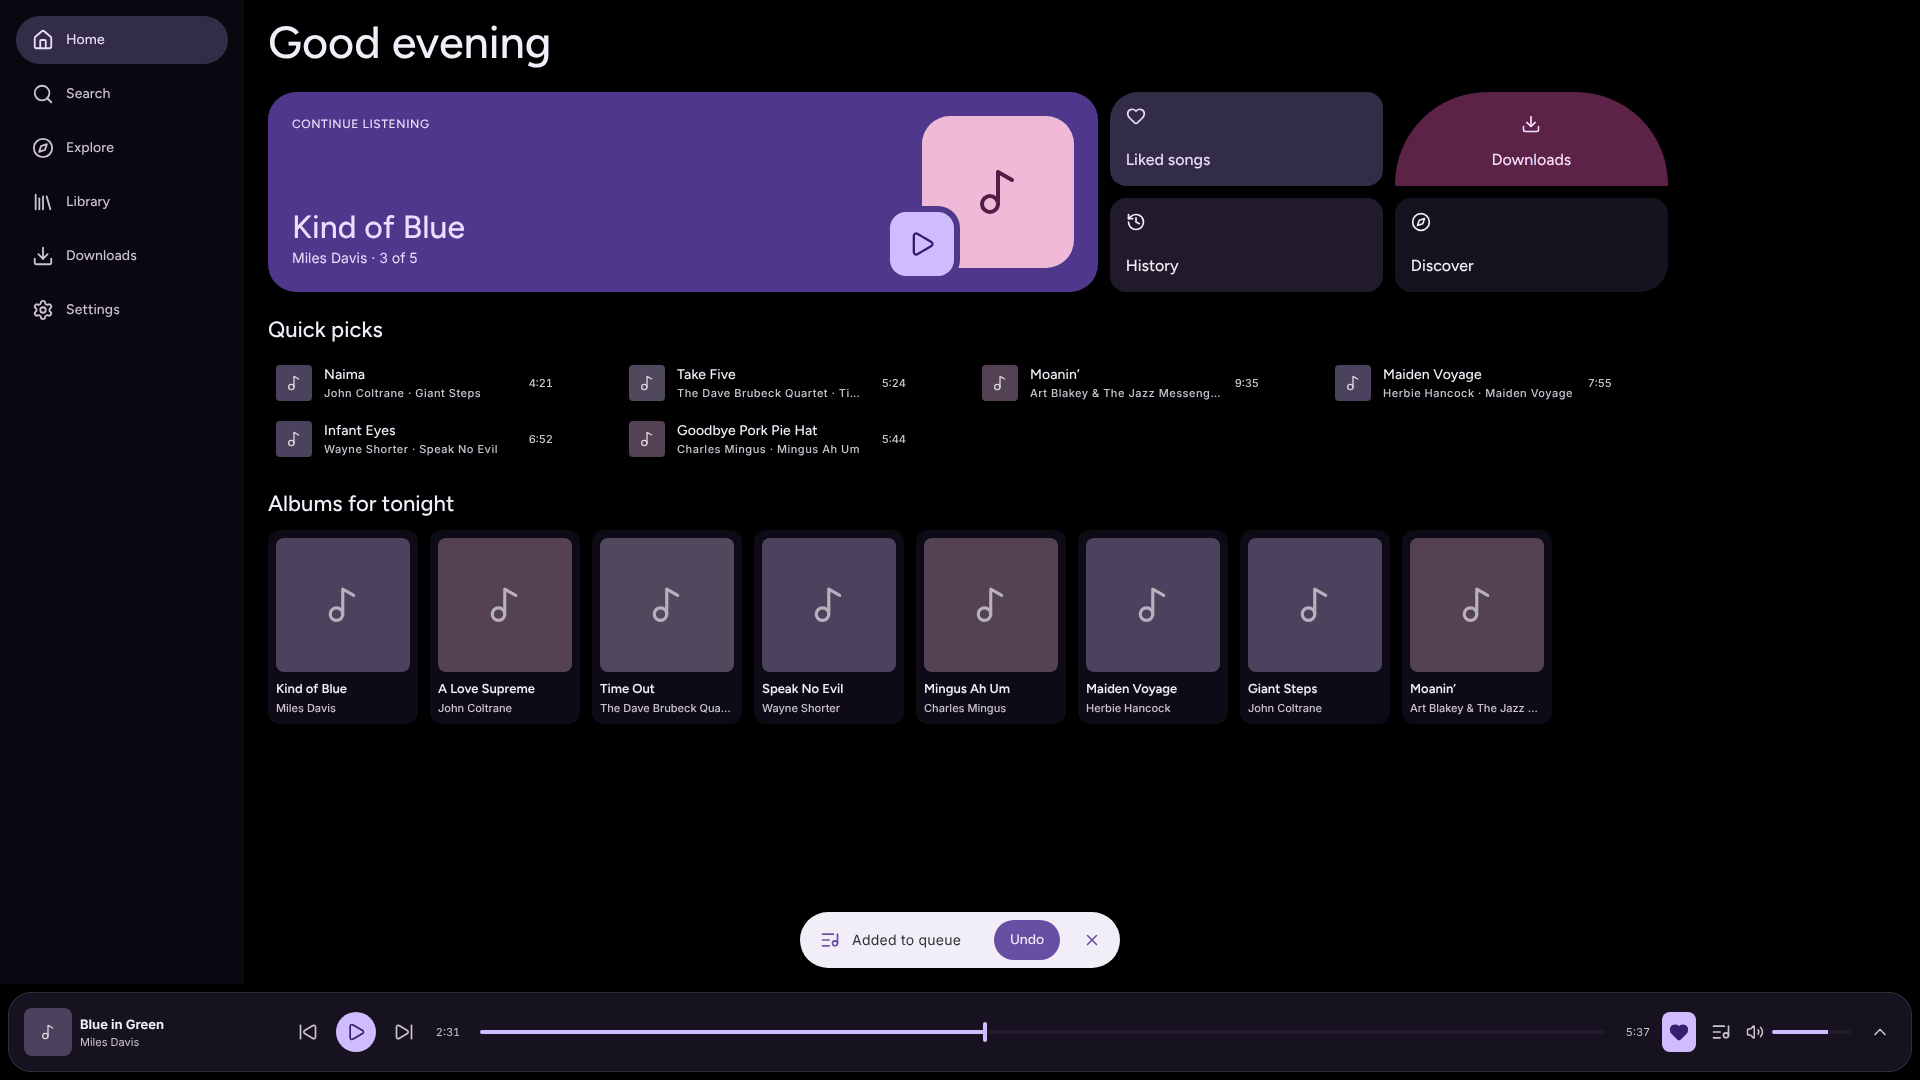 Home
Search
Explore
Library
Downloads
Settings
Good evening
CONTINUE LISTENING
Kind of Blue
Miles Davis · 3 of 5
Liked songs
Downloads
History
Discover
Quick picks
Naima
John Coltrane · Giant Steps
4:21
Take Five
The Dave Brubeck Quartet · Ti...
5:24
Moanin’
Art Blakey & The Jazz Messeng...
9:35
Maiden Voyage
Herbie Hancock · Maiden Voyage
7:55
Infant Eyes
Wayne Shorter · Speak No Evil
6:52
Goodbye Pork Pie Hat
Charles Mingus · Mingus Ah Um
5:44
Albums for tonight
Kind of Blue
Miles Davis
A Love Supreme
John Coltrane
Time Out
The Dave Brubeck Qua...
Speak No Evil
Wayne Shorter
Mingus Ah Um
Charles Mingus
Maiden Voyage
Herbie Hancock
Giant Steps
John Coltrane
Moanin’
Art Blakey & The Jazz ...
Added to queue
Undo
Blue in Green
Miles Davis
2:31
5:37